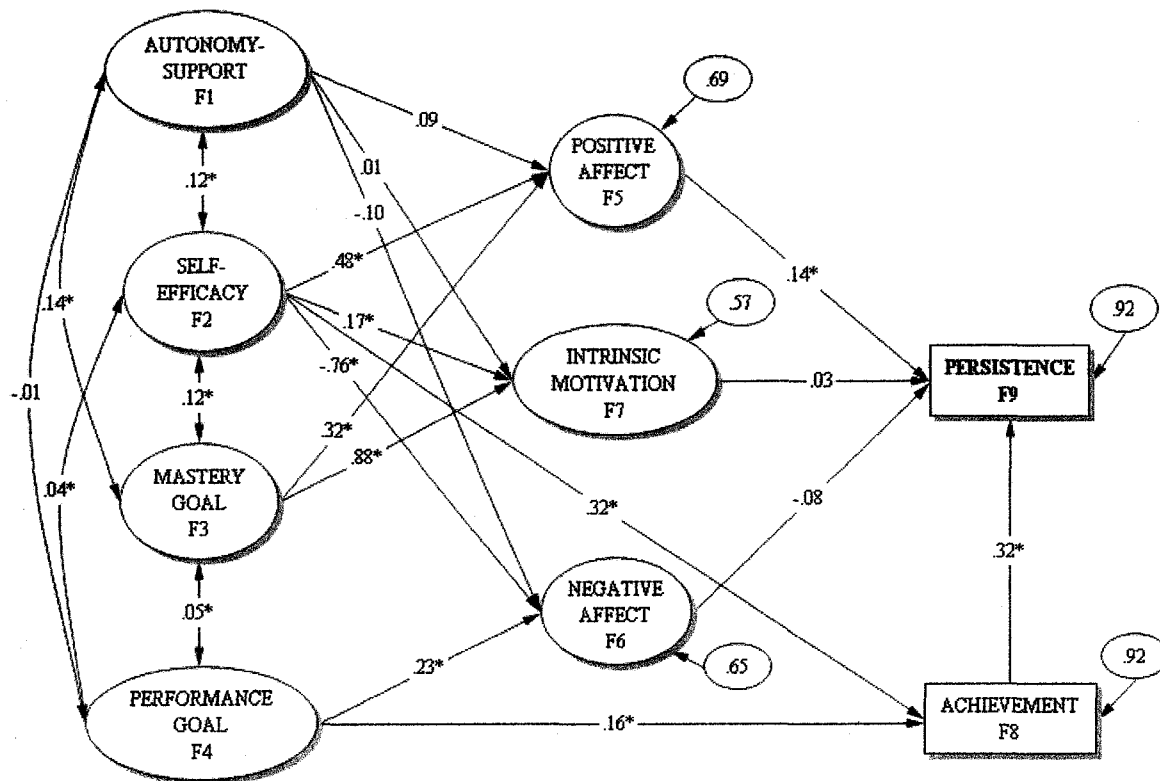 AUTONOMY-
SUPPORT
F1
.69
.09
POSITIVE
AFFECT
F5
.01
.12*
-.10
SELF-
EFFICACY
F2
.48*
.14*
.14*
.17*
.57
.92
INTRINSIC
MOTIVATION
F7
.03
PERSISTENCE
F9
-.76*
-.01
.12*
.32*
.88*
MASTERY
GOAL
F3
.04*
.32*
-.08
NEGATIVE
AFFECT
F6
.32*
.05*
.65
.92
.23*
PERFORMANCE
GOAL
F4
.16*
ACHIEVEMENT
F8